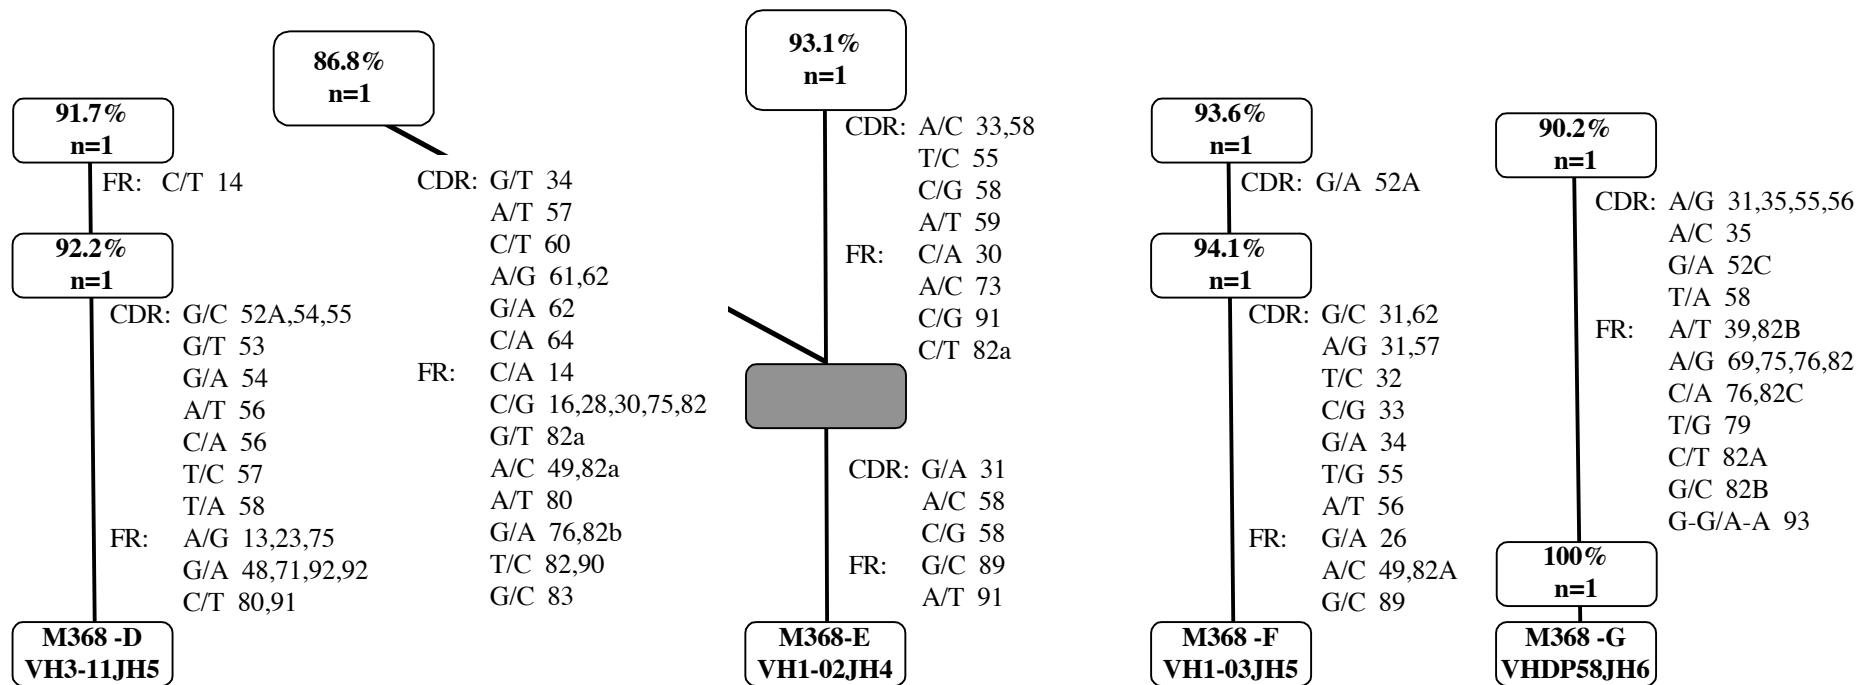 91.7%
n=1
FR: C/T 14
92.2%
n=1
CDR: G/C 52A,54,55
G/T 53
G/A 54
A/T 56
C/A 56
T/C 57
T/A 58
FR: A/G 13,23,75
G/A 48,71,92,92
C/T 80,91
M368 -D
VH3-11JH5
86.8%
n=1
CDR: G/T 34
A/T 57
C/T 60
A/G 61,62
G/A 62
C/A 64
FR: C/A 14
C/G 16,28,30,75,82
G/T 82a
A/C 49,82a
A/T 80
G/A 76,82b
T/C 82,90
G/C 83
93.1%
n=1
CDR: A/C 33,58
T/C 55
C/G 58
A/T 59
FR: C/A 30
A/C 73
C/G 91
C/T 82a
CDR: G/A 31
A/C 58
C/G 58
FR: G/C 89
A/T 91
M368-E
VH1-02JH4
93.6%
n=1
CDR: G/A 52A
94.1%
n=1
CDR: G/C 31,62
A/G 31,57
T/C 32
C/G 33
G/A 34
T/G 55
A/T 56
FR: G/A 26
A/C 49,82A
G/C 89
M368 -F
VH1-03JH5
90.2%
n=1
CDR: A/G 31,35,55,56
A/C 35
G/A 52C
T/A 58
FR: A/T 39,82B
A/G 69,75,76,82
C/A 76,82C
T/G 79
C/T 82A
G/C 82B
G-G/A-A 93
100%
n=1
M368 -G
VHDP58JH6